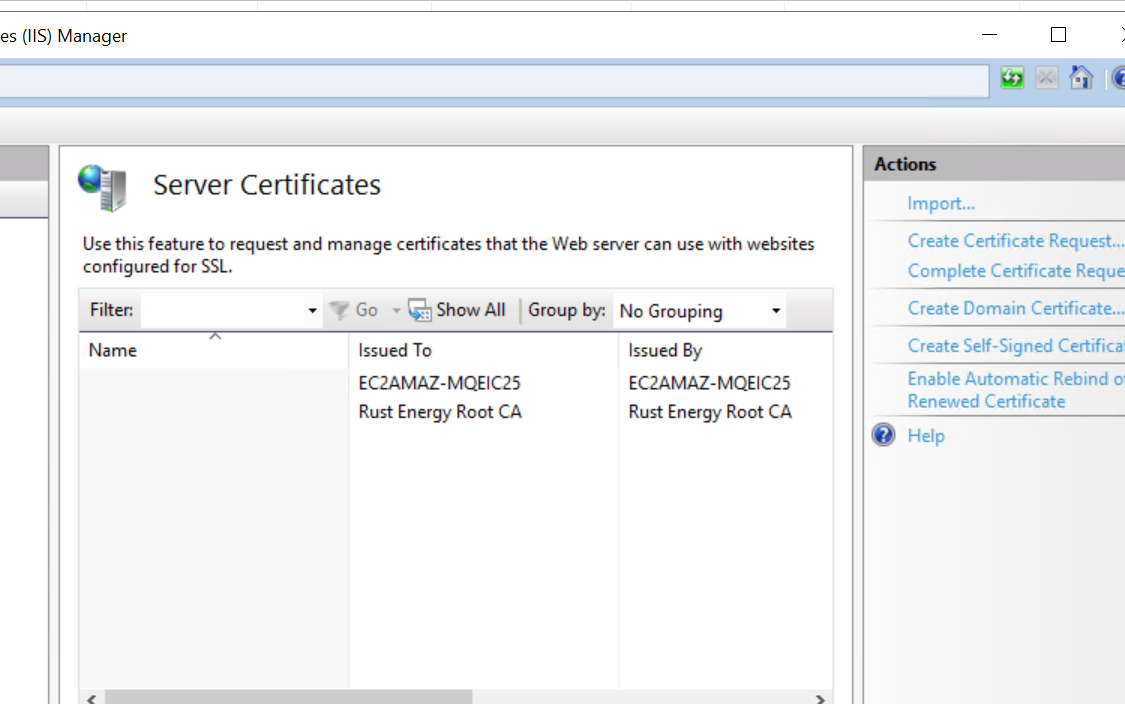 es (IIS) Manager
Server Certificates
Use this feature to request and manage certificates that the Web server can use with websites
configured for SSL.
Filter: Go Show All Group by: No Grouping
Name Issued To Issued By
EC2AMAZ-MQEIC25 EC2AMAZ-MQEIC25
Rust Energy Root CA Rust Energy Root CA
Actions
Import...
Create Certificate Request...
Complete Certificate Reque
Create Domain Certificate...
Create Self-Signed Certifica
Enable Automatic Rebind o
Renewed Certificate
Help